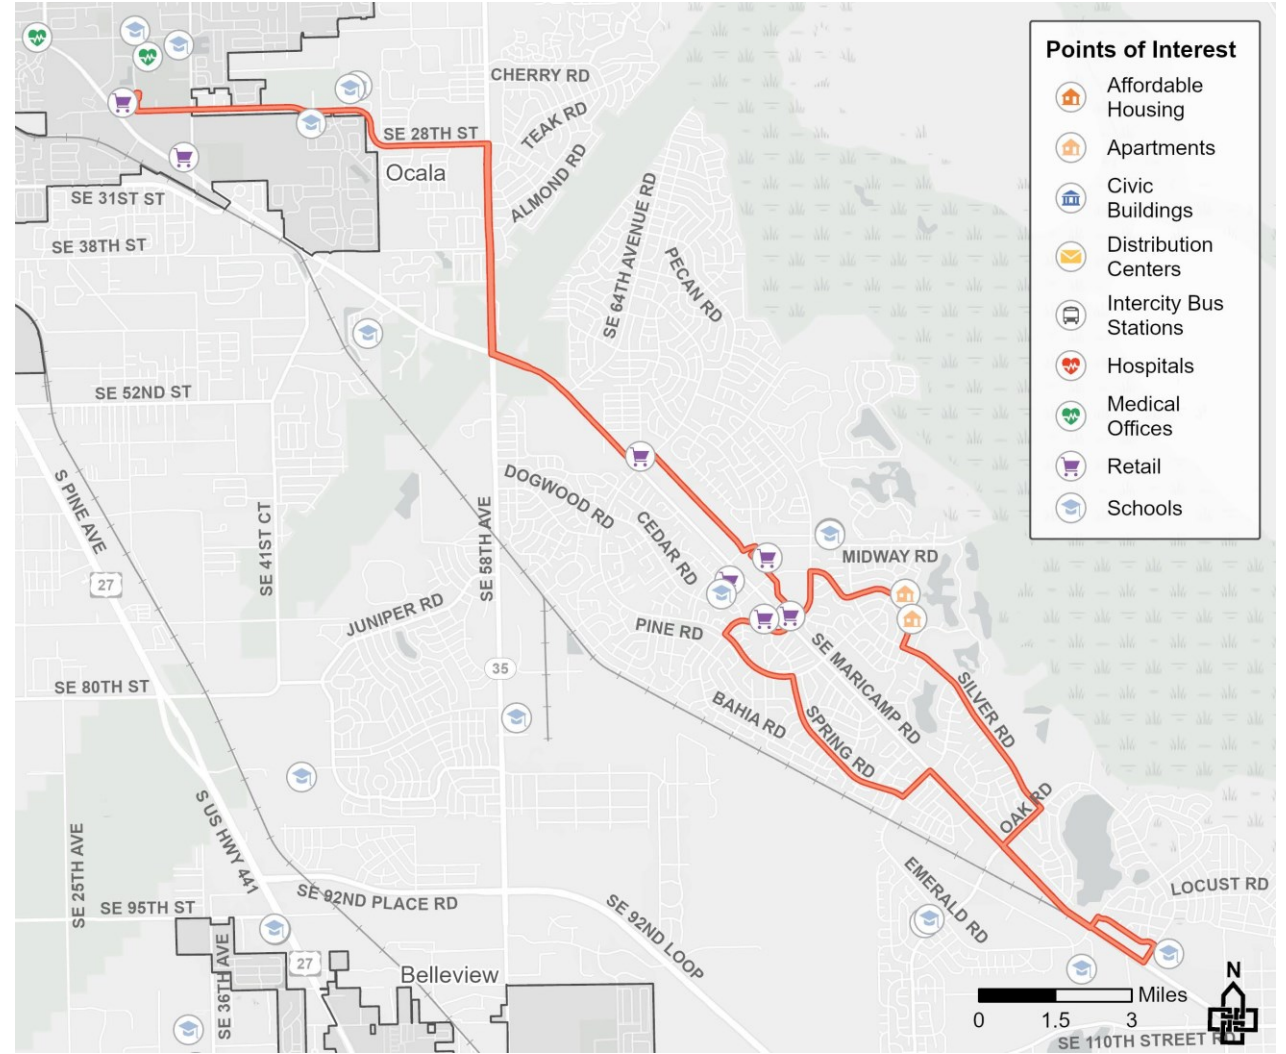 Points of Interest
Affordable
Housing
Apartments
Civic
Buildings
Distribution
Centers
Intercity Bus
Stations
Hospitals
Medical
Offices
Retail
Schools
CHERRY RD
TEAK RD
SE 28TH ST
Ocala
ALMOND RD
SE 31ST ST
SE 38TH ST
SE 64TH AVENUE RD
PECAN RD
SE 52ND ST
S PINE AVE
DOGWOOD RD
CEDAR RD
SE 41ST CT
SE 58TH AVE
MIDWAY RD
27
JUNIPER RD
PINE RD
SE MARICAMP RD
35
SE 80TH ST
BAHIA RD
SPRING RD
SILVER RD
OAK RD
S US HWY 441
SE 25TH AVE
SE 92ND PLACE RD
SE 95TH ST
SE 92ND LOOP
EMERALD RD
LOCUST RD
SE 36TH AVE
27
Belleview
N
Miles
0 1.5 3
SE 110TH STREET RD